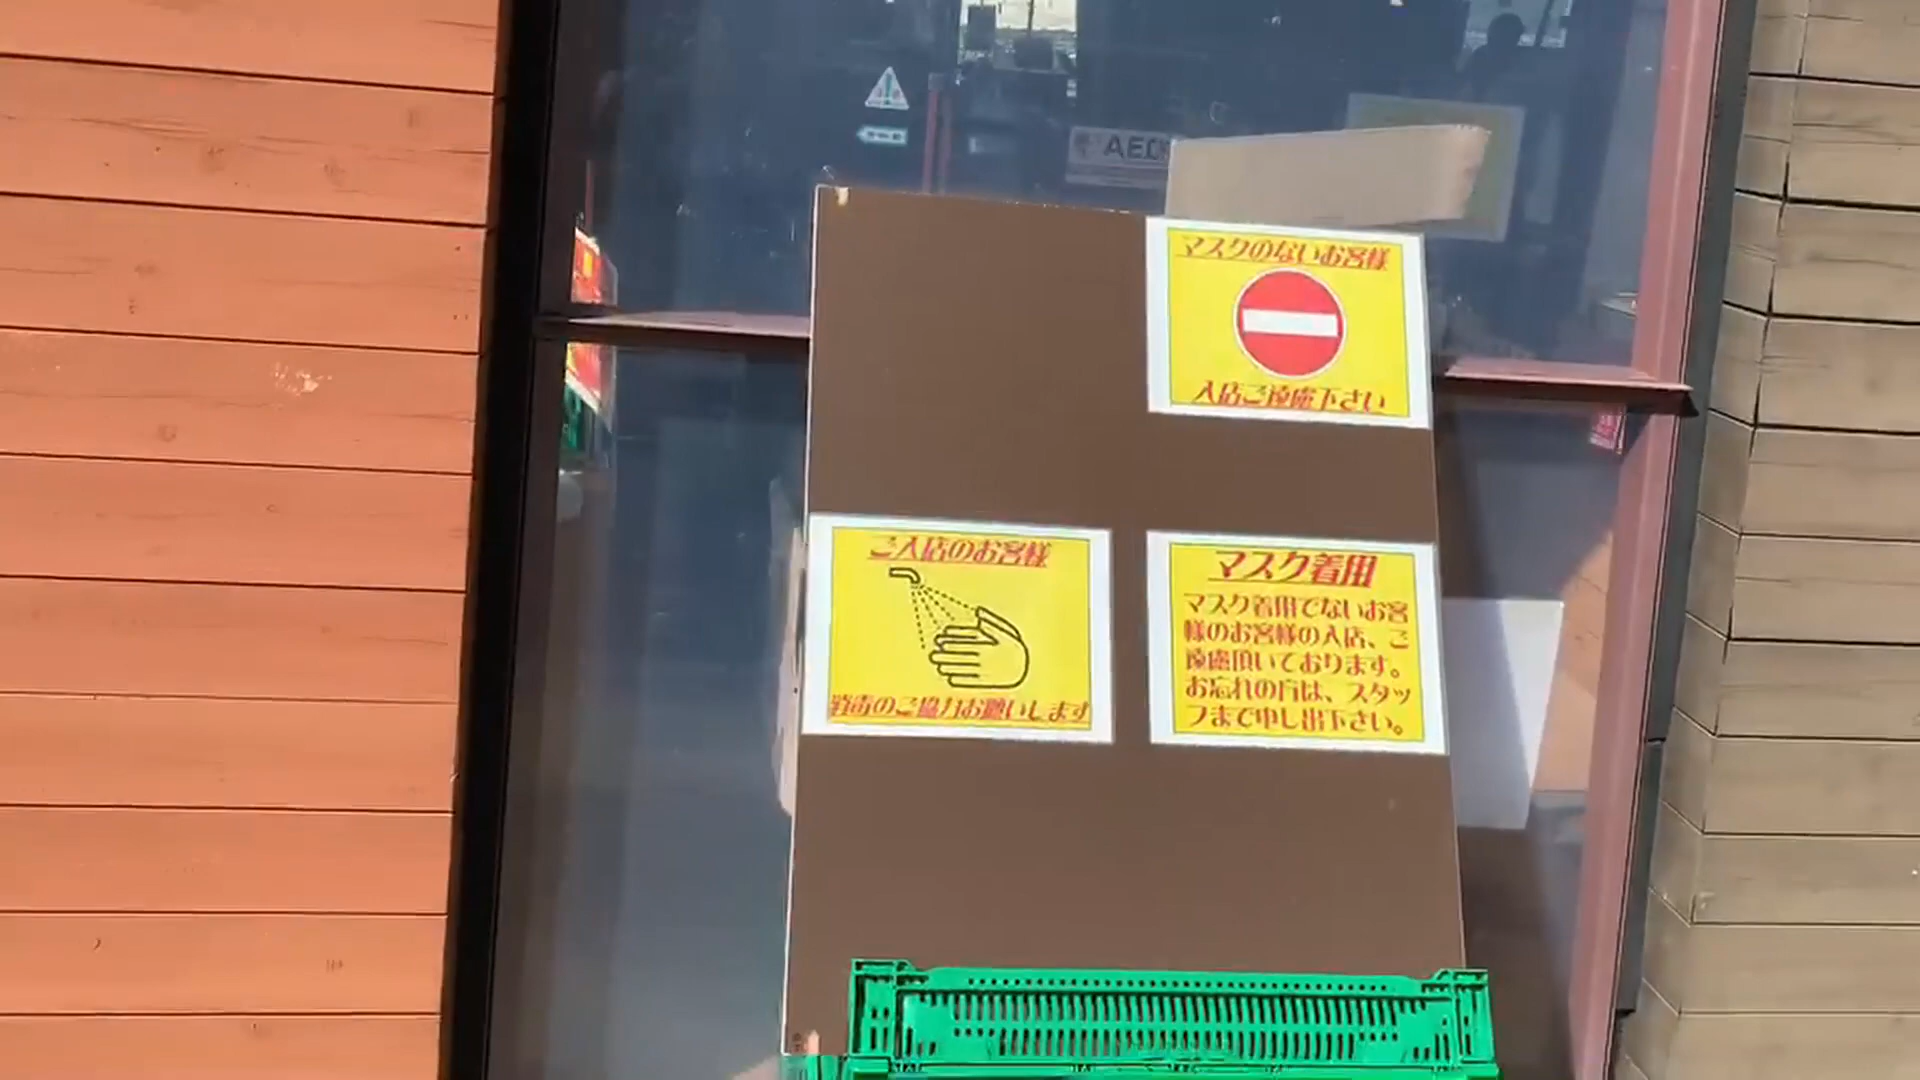 AED
マスクのないお客様
入店ご遠慮下さい
ご入店のお客様
消毒のご協力お願いします
マスク着用
マスク着用でないお客
様のお客様の入店、ご
遠慮頂いております。
お忘れの方は、スタッ
フまで申し出下さい。